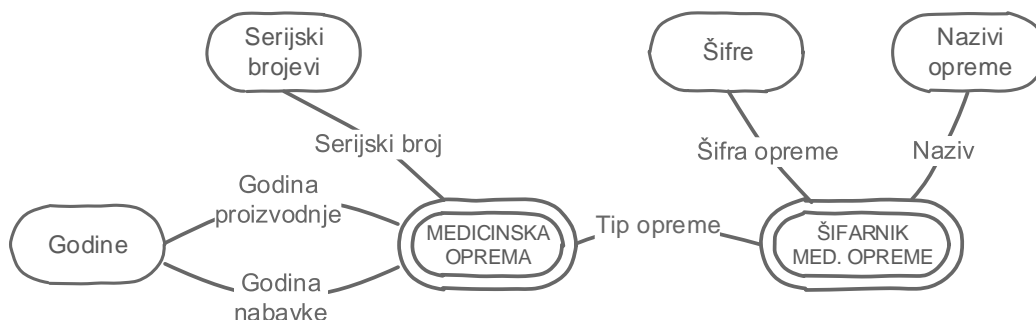 Serijski
brojevi
Šifre
Nazivi
opreme
Serijski broj
Šifra opreme
Naziv
Godina
proizvodnje
Godine
MEDICINSKA
OPREMA
Tip opreme
ŠIFARNIK
MED. OPREME
Godina
nabavke